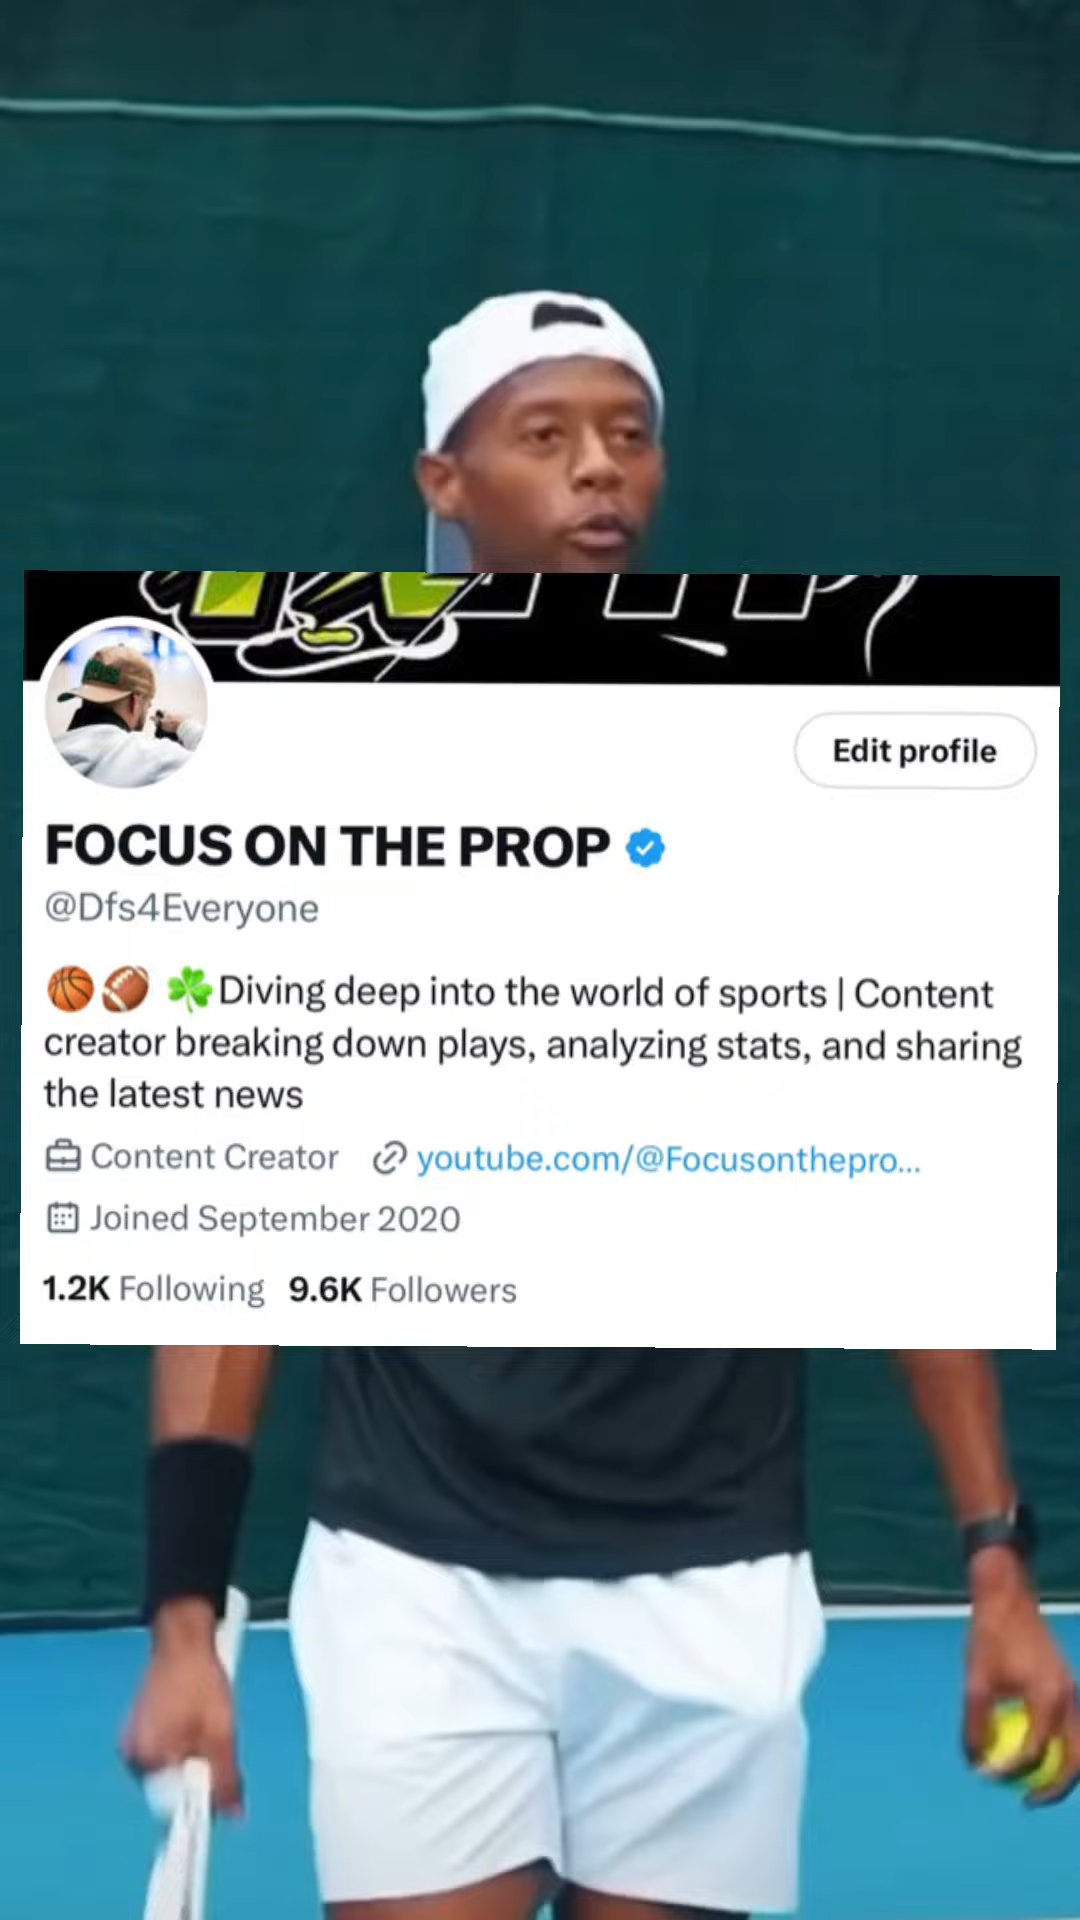 Edit profile
FOCUS ON THE PROP
@Dfs4Everyone
🏀🏈 ☘️Diving deep into the world of sports | Content
creator breaking down plays, analyzing stats, and sharing
the latest news
Content Creator youtube.com/@Focusonthepro...
Joined September 2020
1.2K Following 9.6K Followers